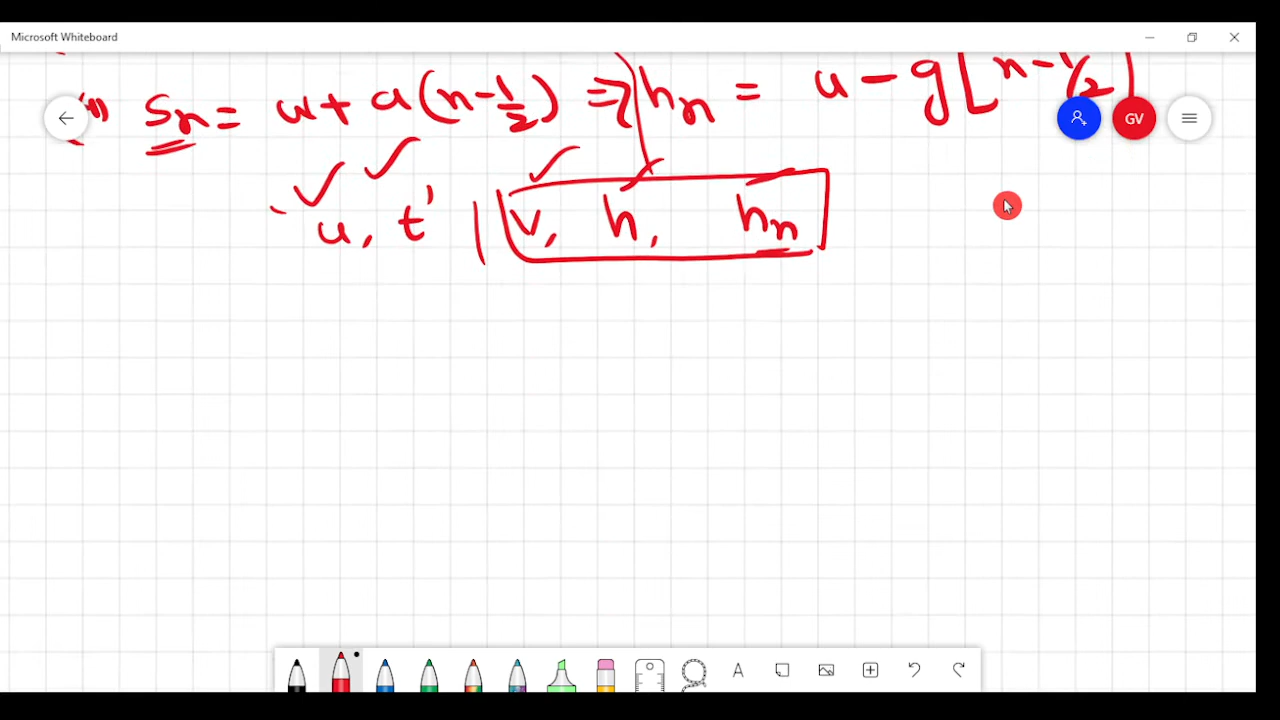 Microsoft Whiteboard
Sn = u + a(n-1/2) ⇒ hn = u - g[n-1/2]
GV
u, t' | v, h, hn
A